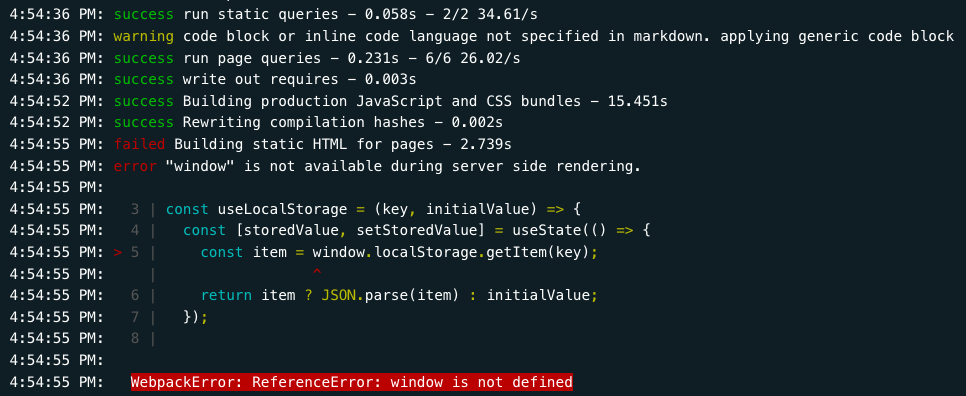 4:54:36 PM: success run static queries — 0.058s — 2/2 34.61/s
4:54:36 PM: warning code block or inline code language not specified in markdown. applying generic code block
4:54:36 PM: success run page queries — 0.231s — 6/6 26.02/s
4:54:36 PM: success write out requires — 0.003s
4:54:52 PM: success Building production JavaScript and CSS bundles — 15.451s
4:54:52 PM: success Rewriting compilation hashes — 0.002s
4:54:55 PM: failed Building static HTML for pages — 2.739s
4:54:55 PM: error "window" is not available during server side rendering.
4:54:55 PM:
4:54:55 PM:   3 | const useLocalStorage = (key, initialValue) => {
4:54:55 PM:   4 |   const [storedValue, setStoredValue] = useState(() => {
4:54:55 PM: > 5 |     const item = window.localStorage.getItem(key);
4:54:55 PM:     |                  ^
4:54:55 PM:   6 |     return item ? JSON.parse(item) : initialValue;
4:54:55 PM:   7 |   });
4:54:55 PM:   8 |
4:54:55 PM:
4:54:55 PM:   WebpackError: ReferenceError: window is not defined